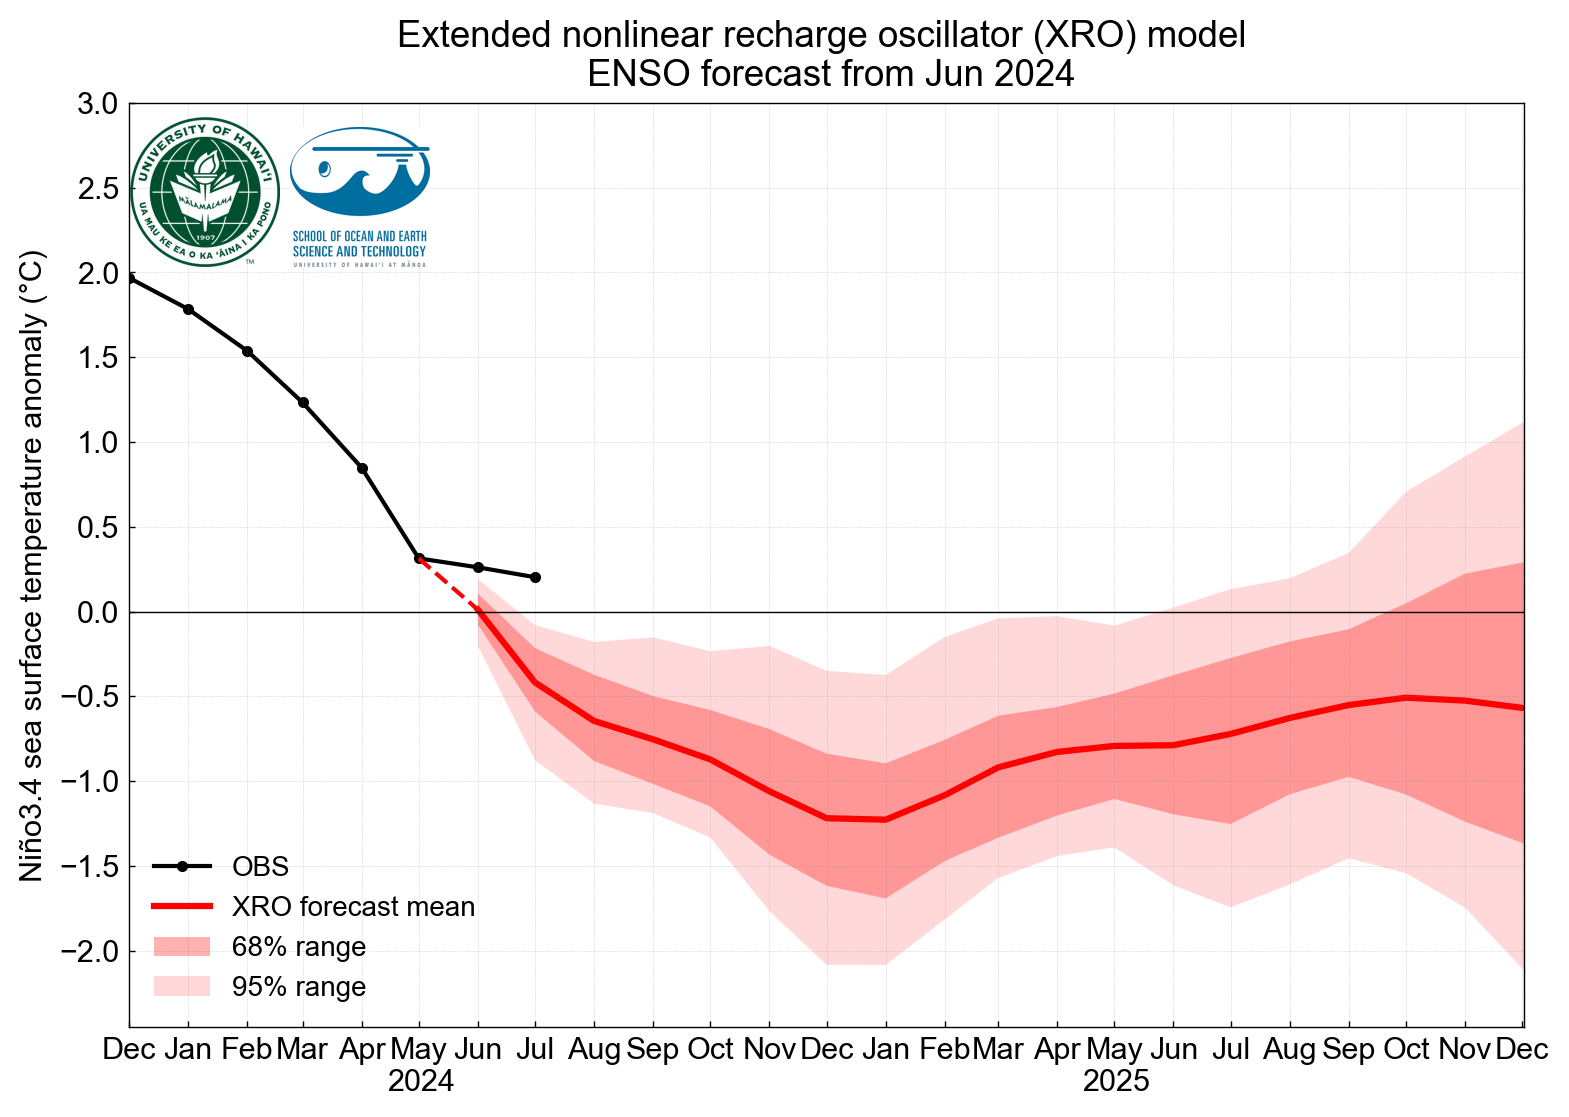 Extended nonlinear recharge oscillator (XRO) model
ENSO forecast from Jun 2024
Niño3.4 sea surface temperature anomaly (°C)
3.0
2.5
2.0
1.5
1.0
0.5
0.0
−0.5
−1.0
−1.5
−2.0
UNIVERSITY OF HAWAI‘I
MĀLAMALAMA
1907
UA MAU KE EA O KA ‘ĀINA I KA PONO
TM
SCHOOL OF OCEAN AND EARTH
SCIENCE AND TECHNOLOGY
UNIVERSITY OF HAWAI‘I AT MĀNOA
OBS
XRO forecast mean
68% range
95% range
Dec Jan Feb Mar Apr May Jun Jul Aug Sep Oct Nov Dec Jan Feb Mar Apr May Jun Jul Aug Sep Oct Nov Dec
2024 2025